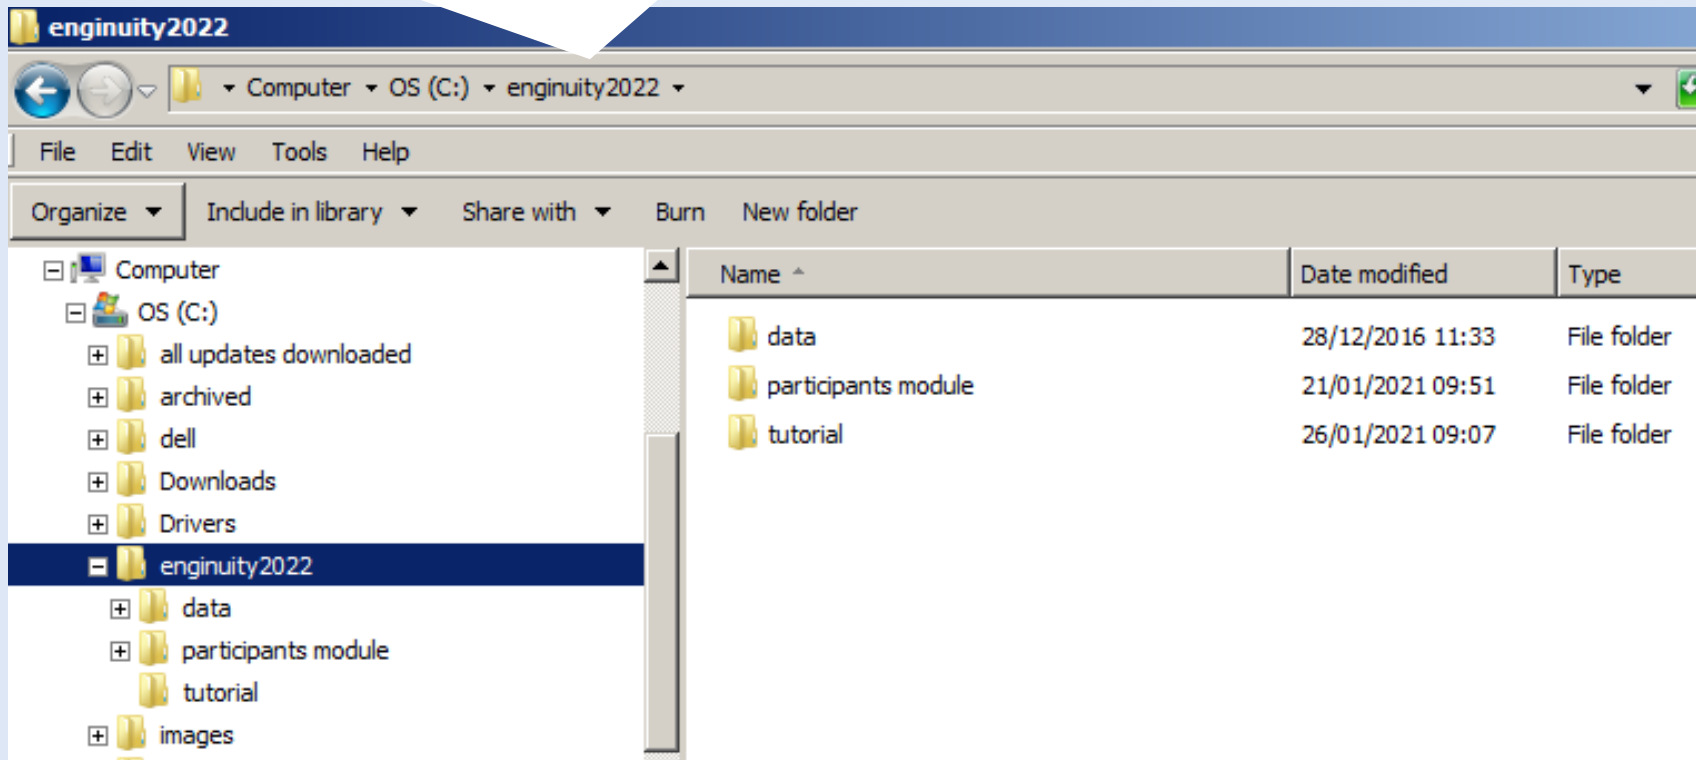 enginuity2022
Computer OS (C:) enginuity2022
File Edit View Tools Help
Organize Include in library Share with Burn New folder
Computer
OS (C:)
all updates downloaded
archived
dell
Downloads
Drivers
enginuity2022
data
participants module
tutorial
images
Name Date modified Type
data 28/12/2016 11:33 File folder
participants module 21/01/2021 09:51 File folder
tutorial 26/01/2021 09:07 File folder